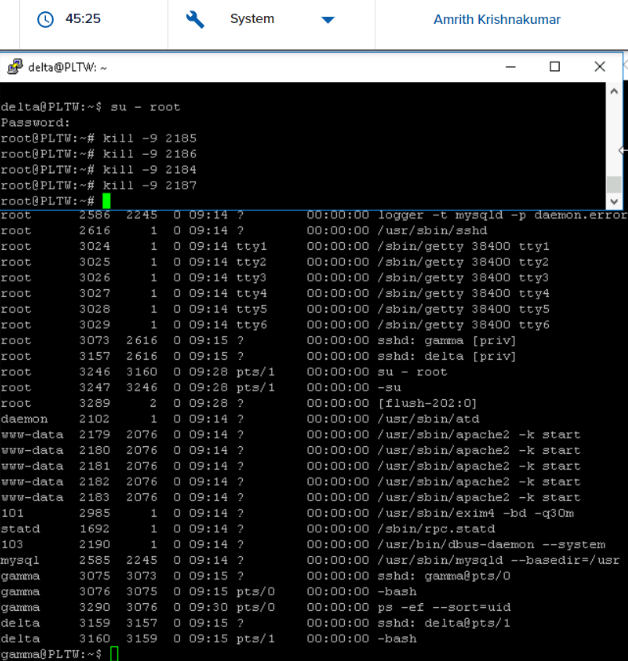 45:25 System Amrith Krishnakumar
delta@PLTW: ~
delta@PLTW:~$ su - root
Password:
root@PLTW:~# kill -9 2185
root@PLTW:~# kill -9 2186
root@PLTW:~# kill -9 2184
root@PLTW:~# kill -9 2187
root@PLTW:~#
root 2586 2245 0 09:14 ? 00:00:00 logger -t mysqld -p daemon.error
root 2616 1 0 09:14 ? 00:00:00 /usr/sbin/sshd
root 3024 1 0 09:14 tty1 00:00:00 /sbin/getty 38400 tty1
root 3025 1 0 09:14 tty2 00:00:00 /sbin/getty 38400 tty2
root 3026 1 0 09:14 tty3 00:00:00 /sbin/getty 38400 tty3
root 3027 1 0 09:14 tty4 00:00:00 /sbin/getty 38400 tty4
root 3028 1 0 09:14 tty5 00:00:00 /sbin/getty 38400 tty5
root 3029 1 0 09:14 tty6 00:00:00 /sbin/getty 38400 tty6
root 3073 2616 0 09:15 ? 00:00:00 sshd: gamma [priv]
root 3157 2616 0 09:15 ? 00:00:00 sshd: delta [priv]
root 3246 3160 0 09:28 pts/1 00:00:00 su - root
root 3247 3246 0 09:28 pts/1 00:00:00 -su
root 3289 2 0 09:28 ? 00:00:00 [flush-202:0]
daemon 2102 1 0 09:14 ? 00:00:00 /usr/sbin/atd
www-data 2179 2076 0 09:14 ? 00:00:00 /usr/sbin/apache2 -k start
www-data 2180 2076 0 09:14 ? 00:00:00 /usr/sbin/apache2 -k start
www-data 2181 2076 0 09:14 ? 00:00:00 /usr/sbin/apache2 -k start
www-data 2182 2076 0 09:14 ? 00:00:00 /usr/sbin/apache2 -k start
www-data 2183 2076 0 09:14 ? 00:00:00 /usr/sbin/apache2 -k start
101 2985 1 0 09:14 ? 00:00:00 /usr/sbin/exim4 -bd -q30m
statd 1692 1 0 09:14 ? 00:00:00 /sbin/rpc.statd
103 2190 1 0 09:14 ? 00:00:00 /usr/bin/dbus-daemon --system
mysql 2585 2245 0 09:14 ? 00:00:00 /usr/sbin/mysqld --basedir=/usr
gamma 3075 3073 0 09:15 ? 00:00:00 sshd: gamma@pts/0
gamma 3076 3075 0 09:15 pts/0 00:00:00 -bash
gamma 3290 3076 0 09:30 pts/0 00:00:00 ps -ef --sort=uid
delta 3159 3157 0 09:15 ? 00:00:00 sshd: delta@pts/1
delta 3160 3159 0 09:15 pts/1 00:00:00 -bash
gamma@PLTW:~$